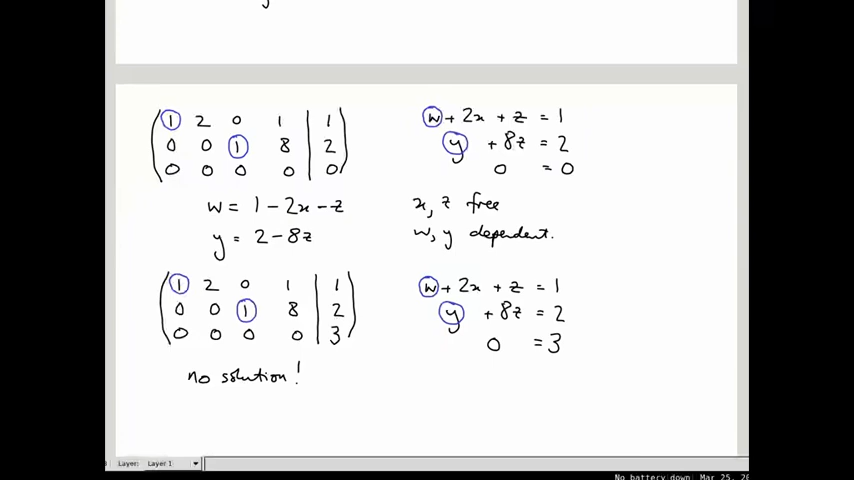 ( 1 2 0 1 | 1 )
( 0 0 1 8 | 2 )
( 0 0 0 0 | 0 )
w + 2x + z = 1
y + 8z = 2
0 = 0
w = 1 - 2x - z
y = 2 - 8z
x, z free
w, y dependent.
( 1 2 0 1 | 1 )
( 0 0 1 8 | 2 )
( 0 0 0 0 | 3 )
w + 2x + z = 1
y + 8z = 2
0 = 3
no solution!
Layer: Layer 1
No battery down Mar 25, 20